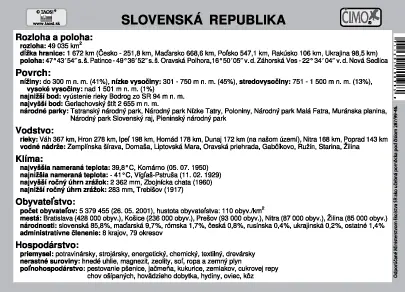 © TAOSI®
www.taosi.sk
SLOVENSKÁ REPUBLIKA
CIMOX
Rozloha a poloha:
rozloha: 49 035 km²
dĺžka hranice: 1 672 km (Česko - 251,8 km, Maďarsko 668,6 km, Poľsko 547,1 km, Rakúsko 106 km, Ukrajina 98,5 km)
poloha: 47°43´54´´s.š. Patince - 49°36´52´´s.š. Oravská Polhora, 16°50´05´´v.d. Záhorská Ves - 22°34´04´´ v.d. Nová Sedlica
Povrch:
nížiny: do 300 m n. m. (41%), nízke vysočiny: 301 - 750 m n. m. (45%), stredovysočiny: 751 - 1 500 m n. m. (13%),
vysoké vysočiny: nad 1 501 m n. m. (1%)
najnižší bod: vyústenie rieky Bodrog zo SR 94 m n. m.
najvyšší bod: Gerlachovský štít 2 655 m n. m.
národné parky: Tatranský národný park, Národný park Nízke Tatry, Poloniny, Národný park Malá Fatra, Muránska planina,
Národný park Slovenský raj, Pieninský národný park
Vodstvo:
rieky: Váh 367 km, Hron 278 km, Ipeľ 198 km, Hornád 178 km, Dunaj 172 km (na našom území), Nitra 168 km, Poprad 143 km
vodné nádrže: Zemplínska šírava, Domaša, Liptovská Mara, Oravská priehrada, Gabčíkovo, Ružín, Starina, Žilina
Klíma:
najvyššia nameraná teplota: 39,8°C, Komárno (05. 07. 1950)
najnižšia nameraná teplota: - 41°C, Vígľaš-Pstruša (11. 02. 1929)
najvyšší ročný úhrn zrážok: 2 362 mm, Zbojnícka chata (1960)
najnižší ročný úhrn zrážok: 283 mm, Trebišov (1917)
Obyvateľstvo:
počet obyvateľov: 5 379 455 (26. 05. 2001), hustota obyvateľstva: 110 obyv./km²
mestá: Bratislava (428 000 obyv.), Košice (236 000 obyv.), Prešov (93 000 obyv.), Nitra (87 000 obyv.), Žilina (85 000 obyv.)
národnosti: slovenská 85,8%, maďarská 9,7%, rómska 1,7%, česká 0,8%, rusínska 0,4%, ukrajinská 0,2%, ostatné 1,4%
administratívne členenie: 8 krajov, 79 okresov
Hospodárstvo:
priemysel: potravinársky, strojársky, energetický, chemický, textilný, drevársky
nerastné suroviny: hnedé uhlie, magnezit, zeolity, soľ, ropa a zemný plyn
poľnohospodárstvo: pestovanie pšenice, jačmeňa, kukurice, zemiakov, cukrovej repy
chov ošípaných, hovädzieho dobytka, hydiny, oviec, kôz